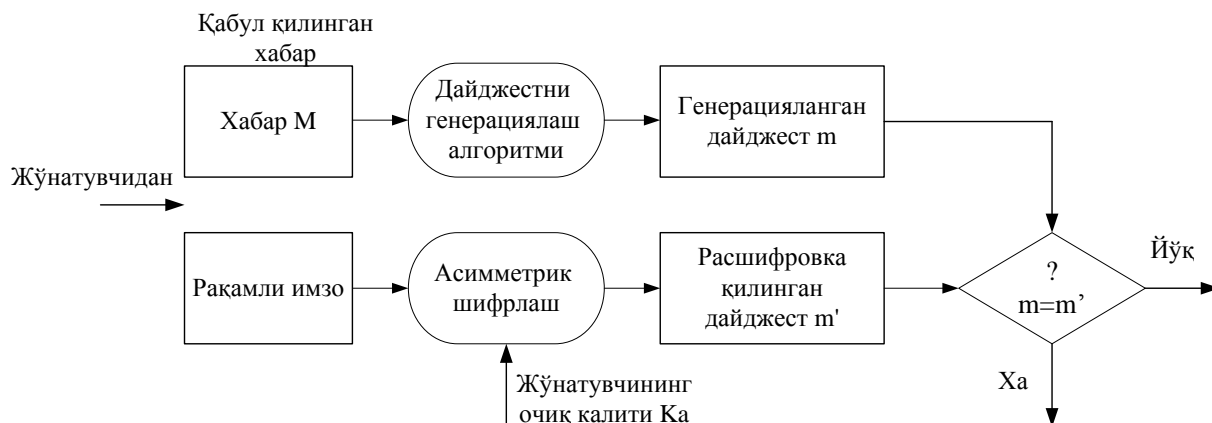 Қабул қилинган
хабар
Хабар М
Дайджестни
генерациялаш
алгоритми
Генерацияланган
дайджест m
Жўнатувчидан
Рақамли имзо
Асимметрик
шифрлаш
Расшифровка
қилинган
дайджест m'
?
m=m’
Йўқ
Ха
Жўнатувчининг
очиқ калити Ка